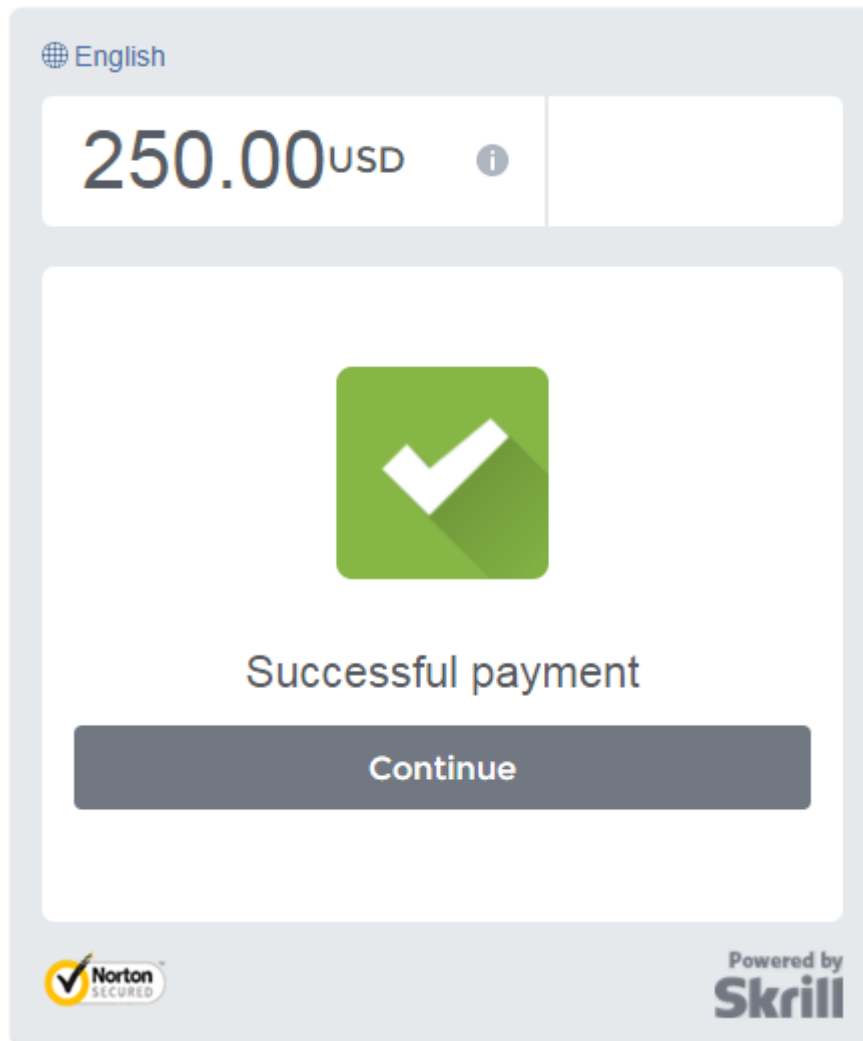 English
250.00USD
Successful payment
Continue
Norton
SECURED
Powered by
Skrill